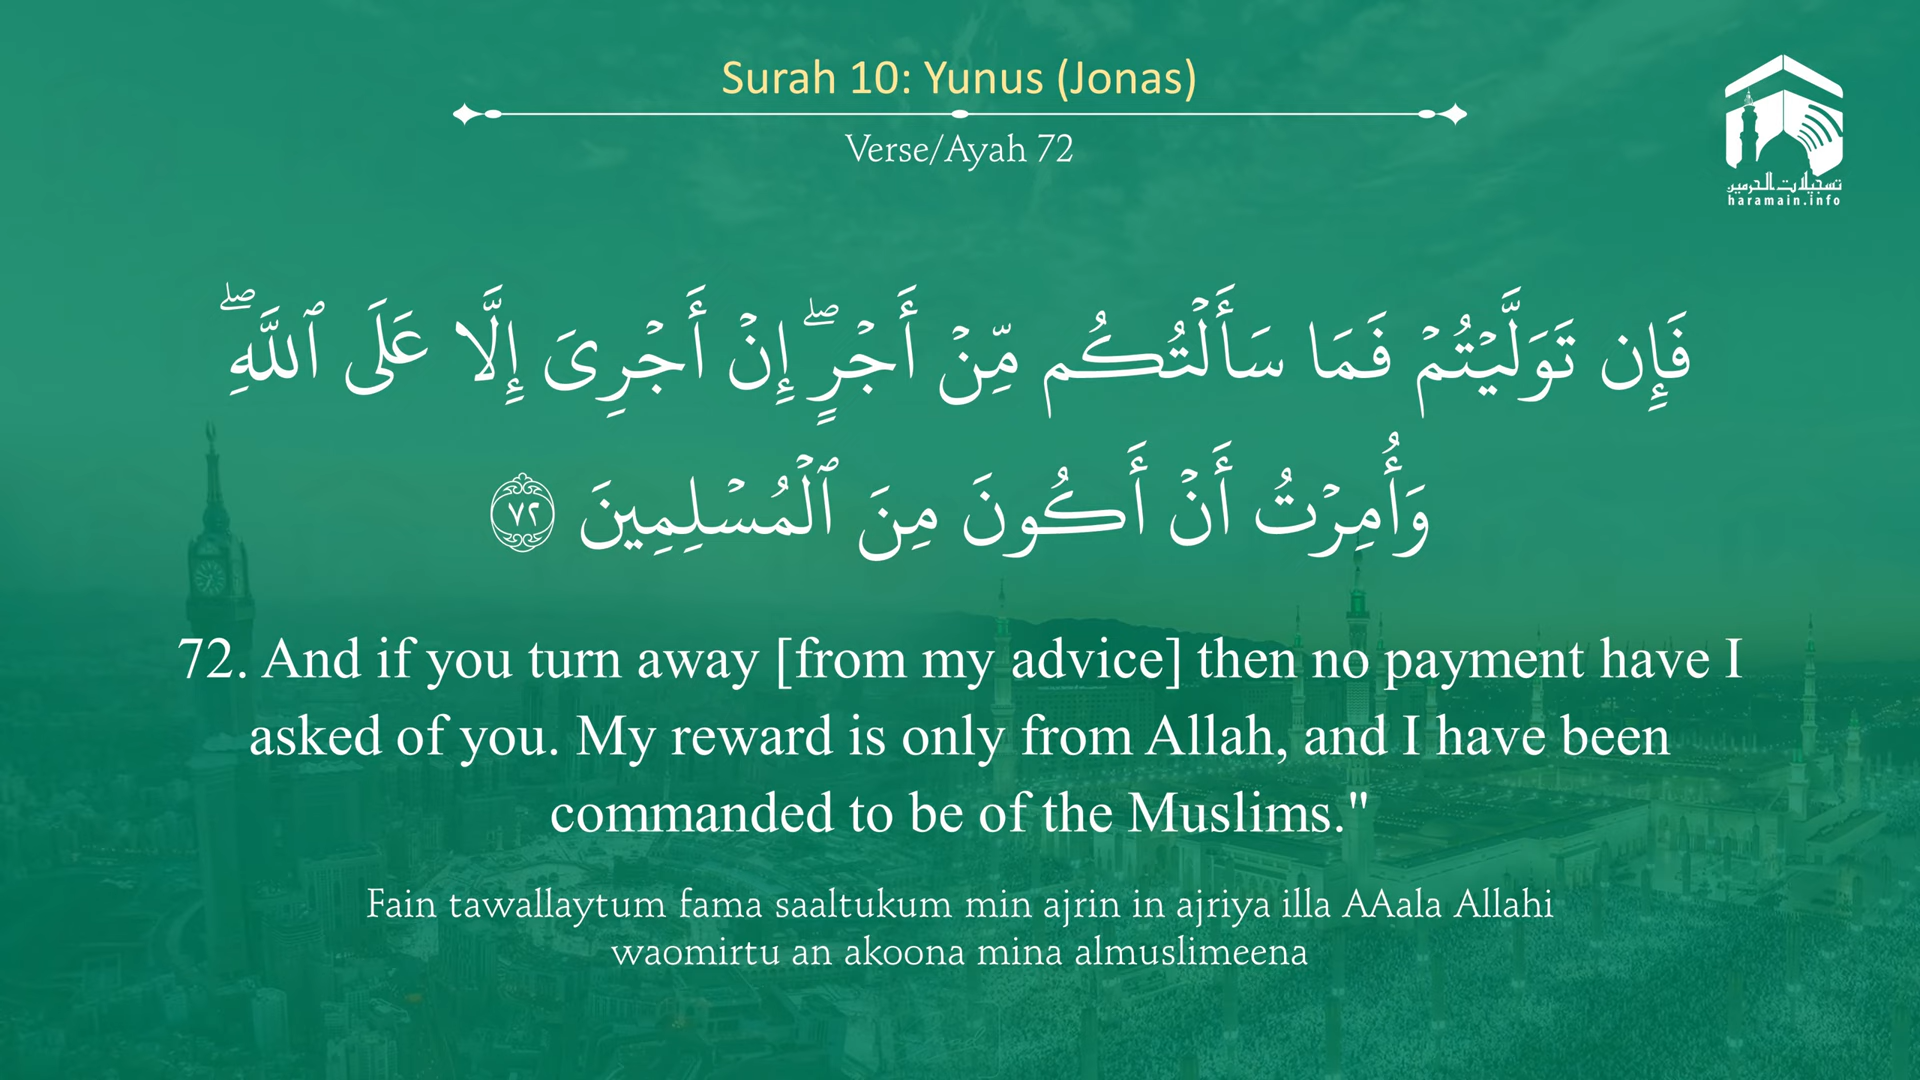 Surah 10: Yunus (Jonas)
Verse/Ayah 72
تسجيلات الحرمين
haramain.info
فَإِن تَوَلَّيْتُمْ فَمَا سَأَلْتُكُم مِّنْ أَجْرٍ ۖ إِنْ أَجْرِىَ إِلَّا عَلَى ٱللَّهِ ۖ
وَأُمِرْتُ أَنْ أَكُونَ مِنَ ٱلْمُسْلِمِينَ ٧٢
72. And if you turn away [from my advice] then no payment have I
asked of you. My reward is only from Allah, and I have been
commanded to be of the Muslims."
Fain tawallaytum fama saaltukum min ajrin in ajriya illa AAala Allahi
waomirtu an akoona mina almuslimeena